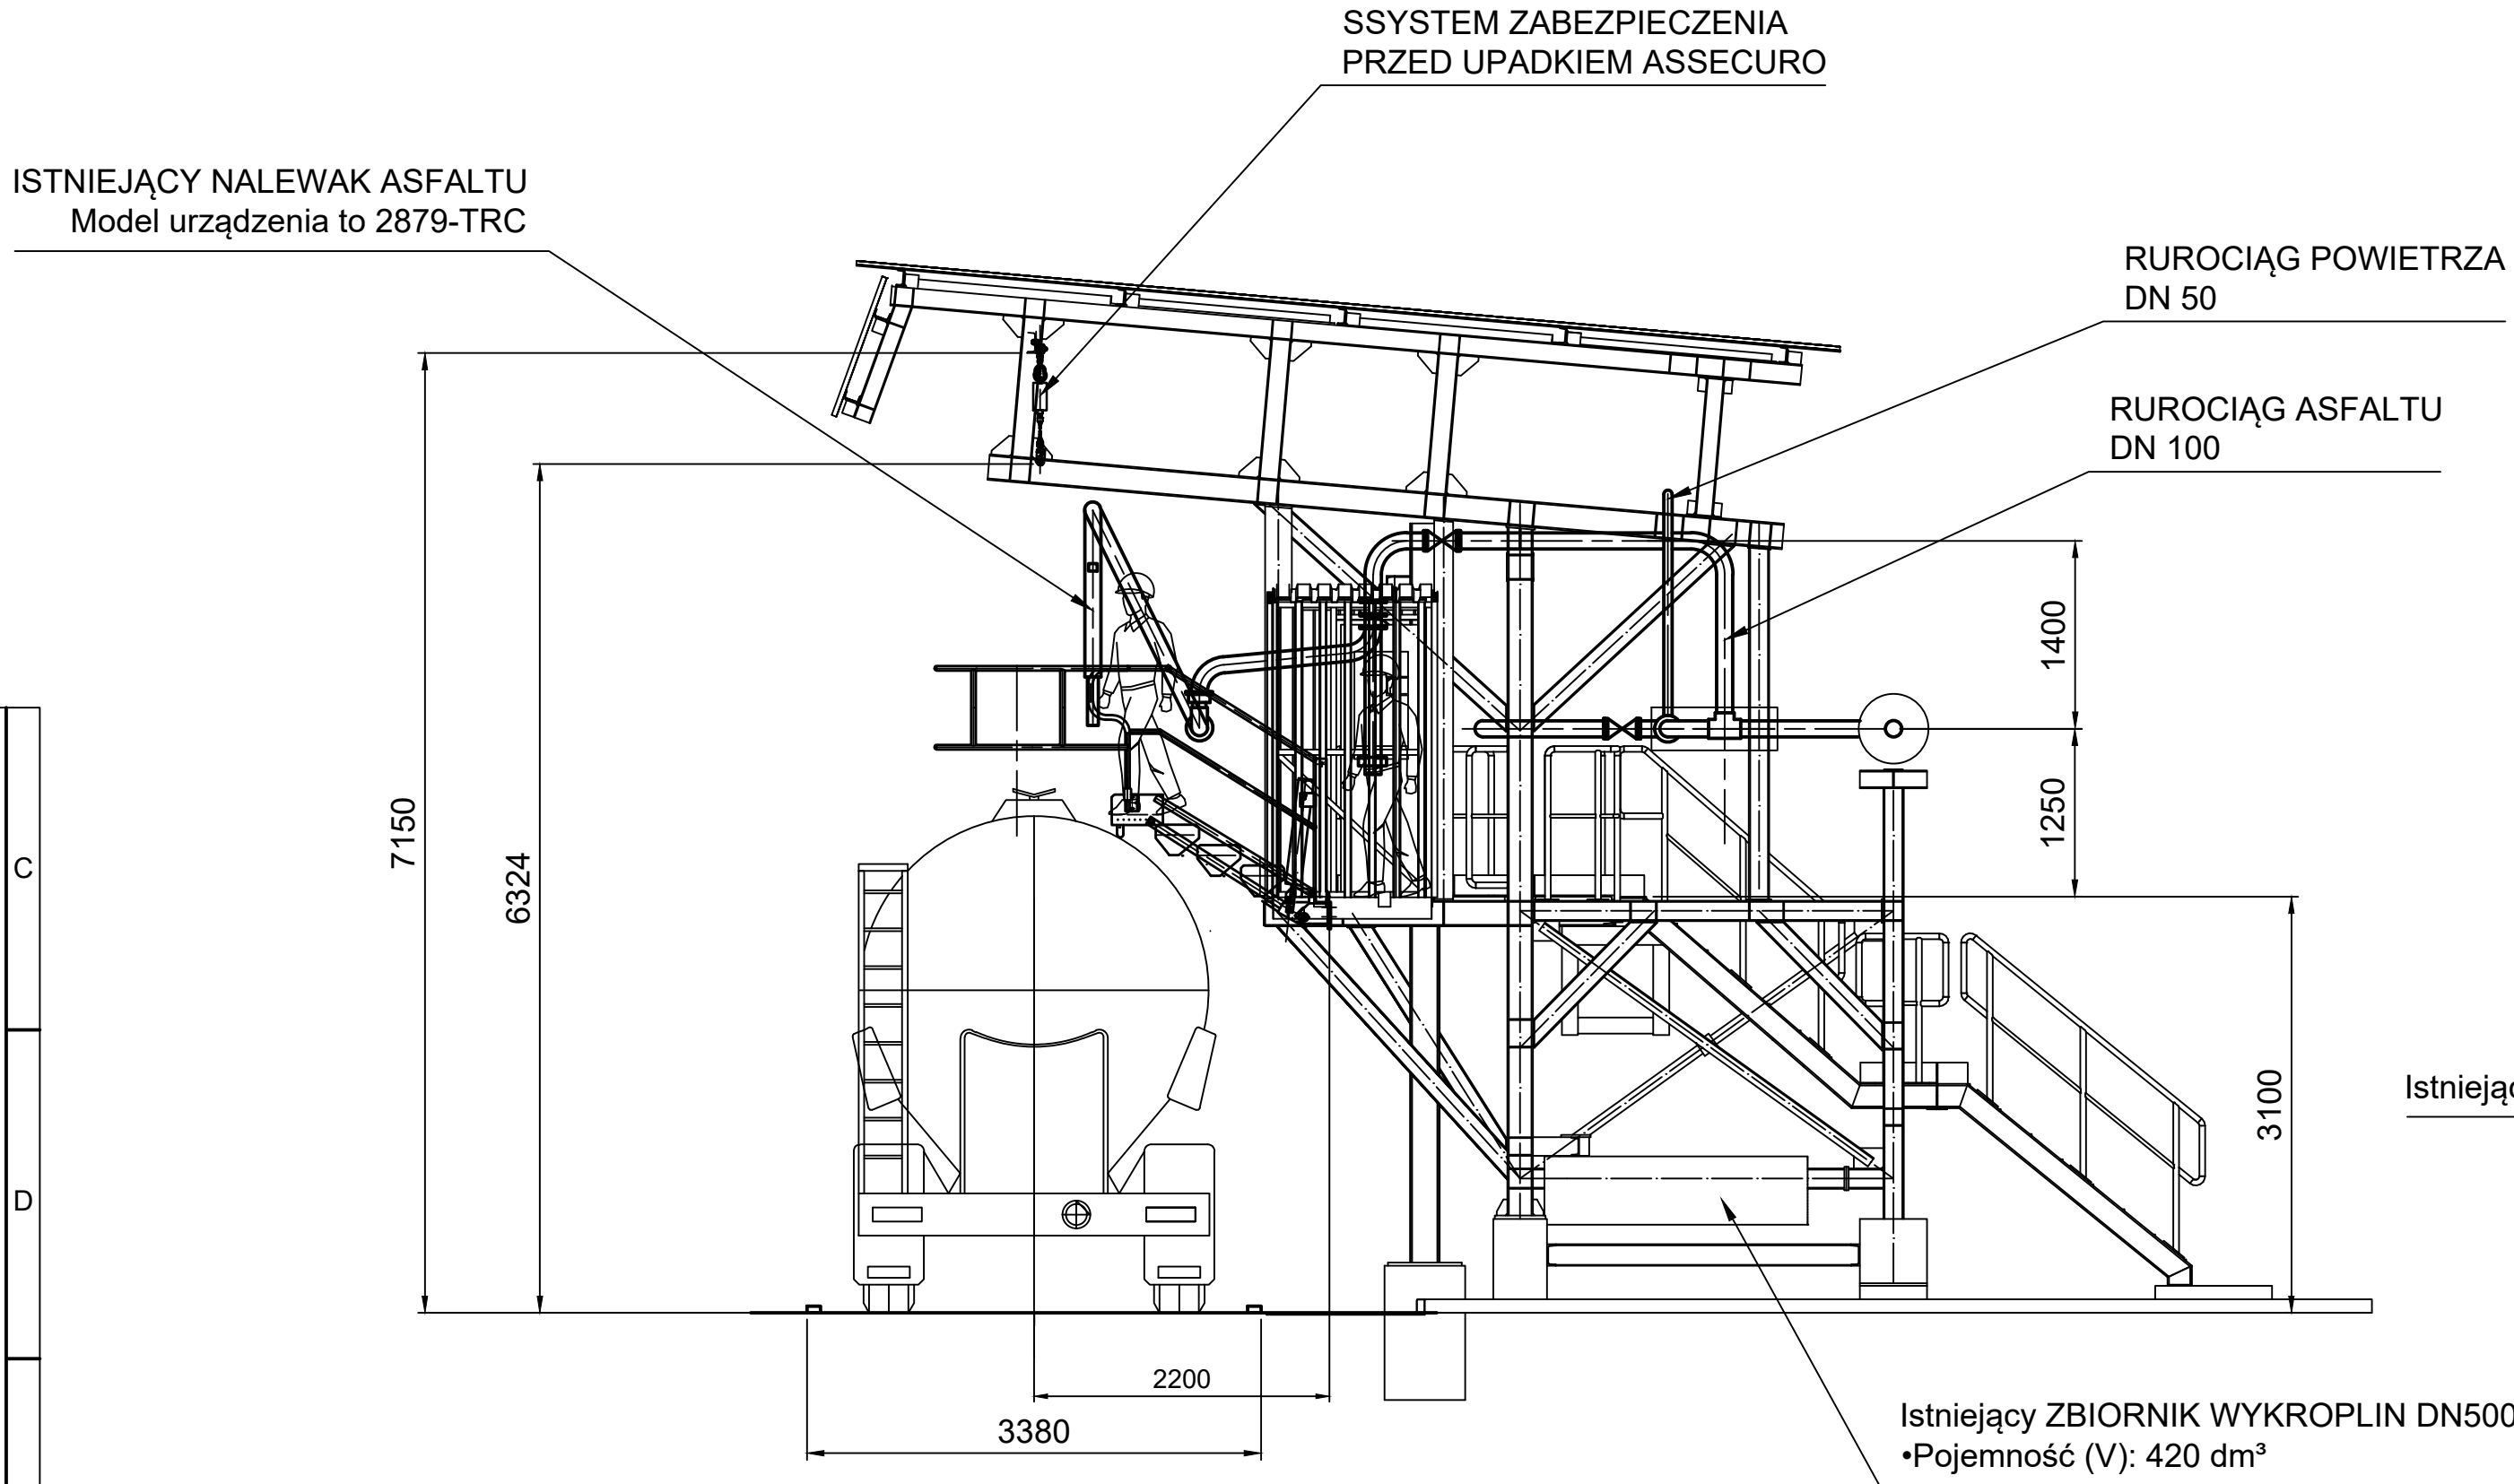 SSYSTEM ZABEZPIECZENIA
PRZED UPADKIEM ASSECURO
ISTNIEJĄCY NALEWAK ASFALTU
Model urządzenia to 2879-TRC
RUROCIĄG POWIETRZA
DN 50
RUROCIĄG ASFALTU
DN 100
1400
1250
7150
6324
C
3100
D
2200
3380
Istniejący ZBIORNIK WYKROPLIN DN500
•Pojemność (V): 420 dm³